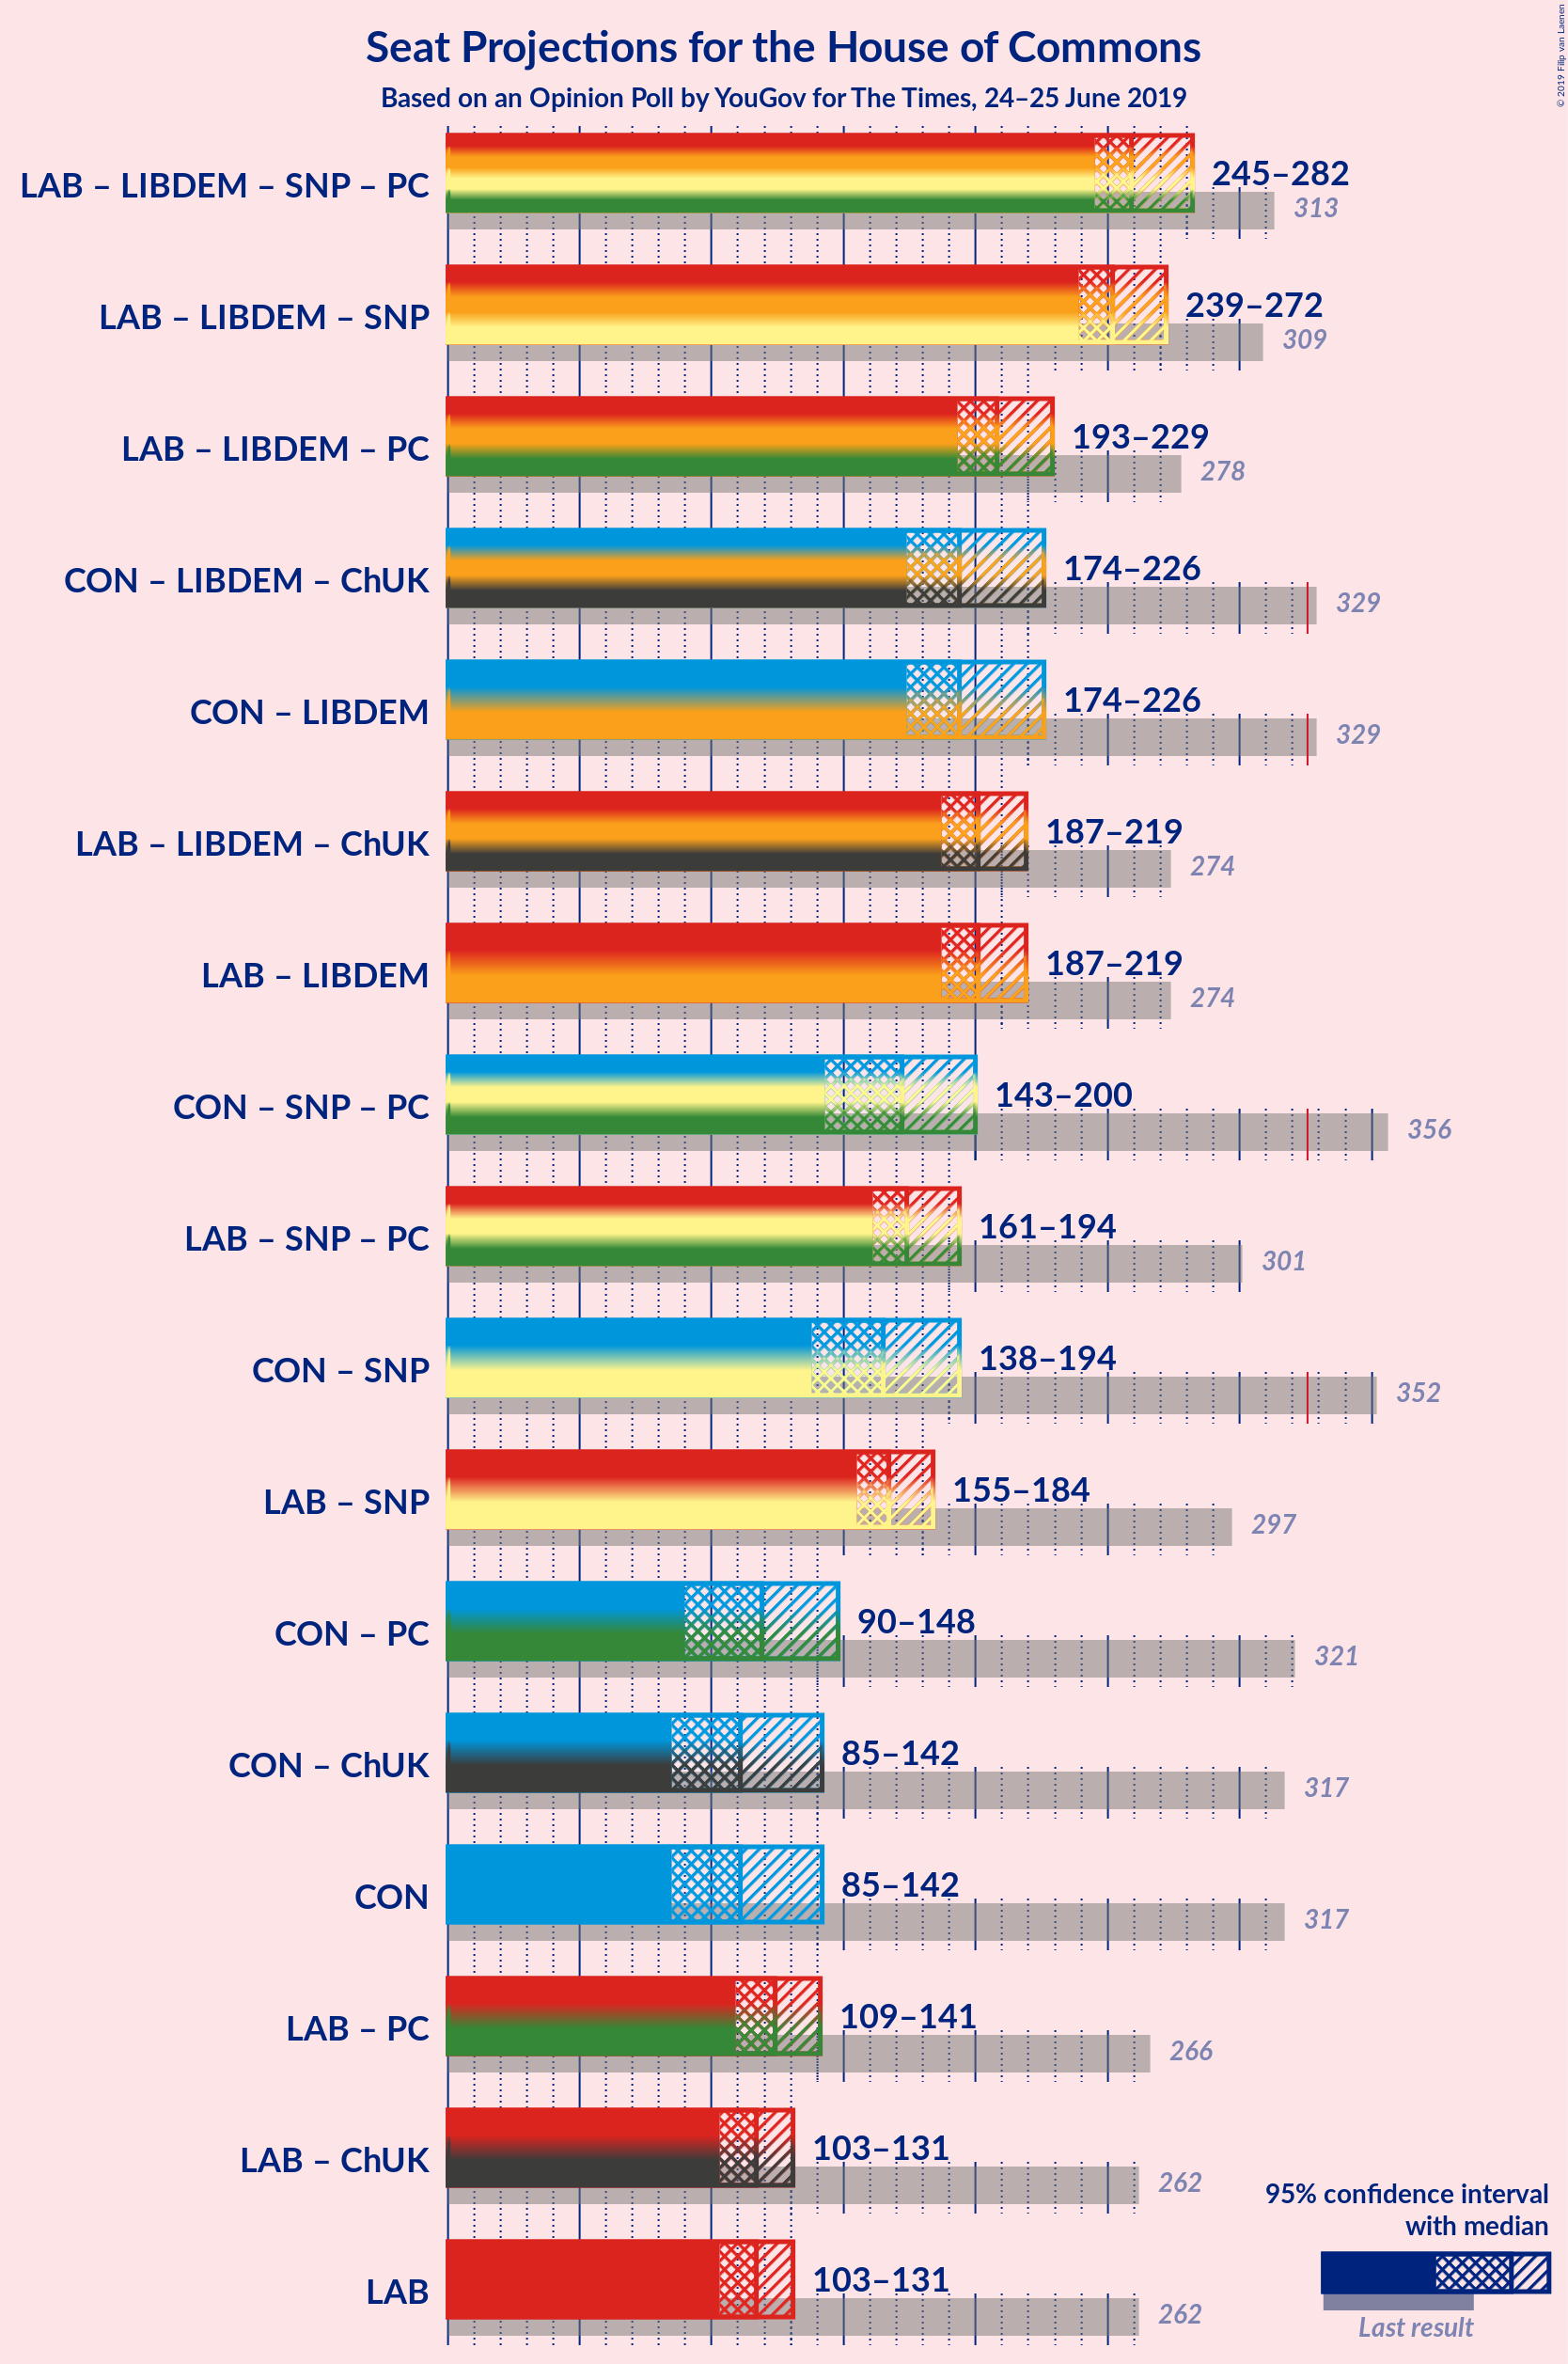 © 2019 Filip van Laenen
Seat Projections for the House of Commons
Based on an Opinion Poll by YouGov for The Times, 24–25 June 2019
LAB – LIBDEM – SNP – PC
245–282
313
LAB – LIBDEM – SNP
239–272
309
LAB – LIBDEM – PC
193–229
278
CON – LIBDEM – ChUK
174–226
329
CON – LIBDEM
174–226
329
LAB – LIBDEM – ChUK
187–219
274
LAB – LIBDEM
187–219
274
CON – SNP – PC
143–200
356
LAB – SNP – PC
161–194
301
CON – SNP
138–194
352
LAB – SNP
155–184
297
CON – PC
90–148
321
CON – ChUK
85–142
317
CON
85–142
317
LAB – PC
109–141
266
LAB – ChUK
103–131
262
LAB
103–131
262
95% confidence interval
with median
Last result